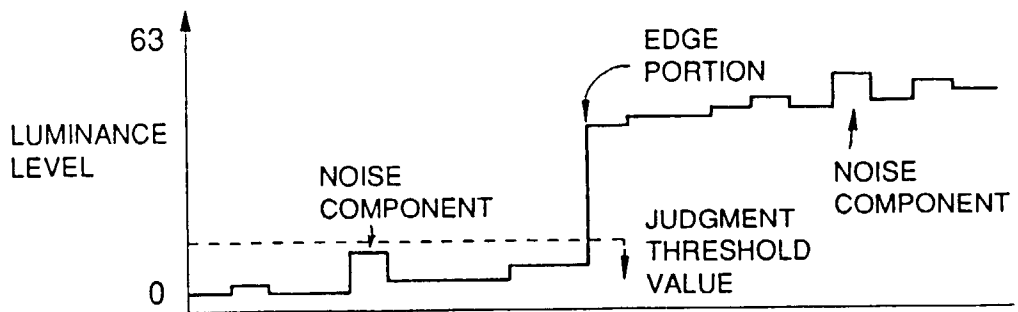 63
EDGE
PORTION
LUMINANCE
LEVEL
NOISE
COMPONENT
NOISE
COMPONENT
JUDGMENT
THRESHOLD
VALUE
0